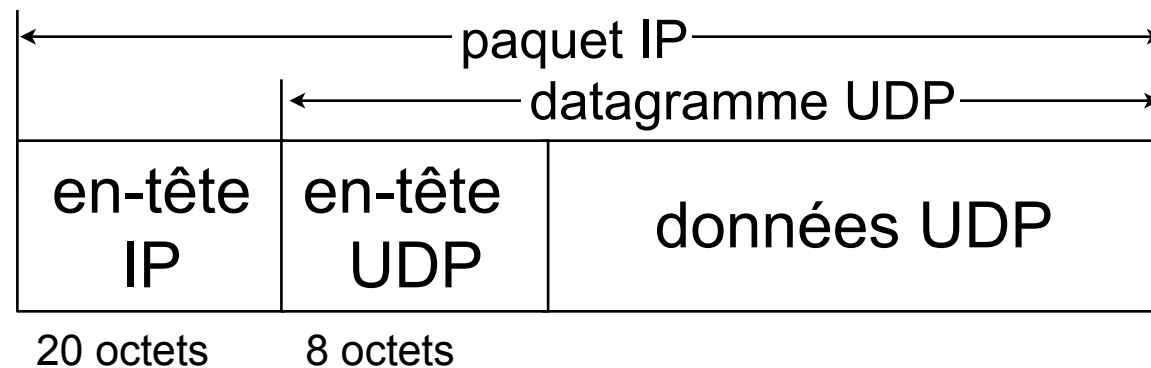 paquet IP
datagramme UDP
en-tête
IP
en-tête
UDP
données UDP
20 octets
8 octets